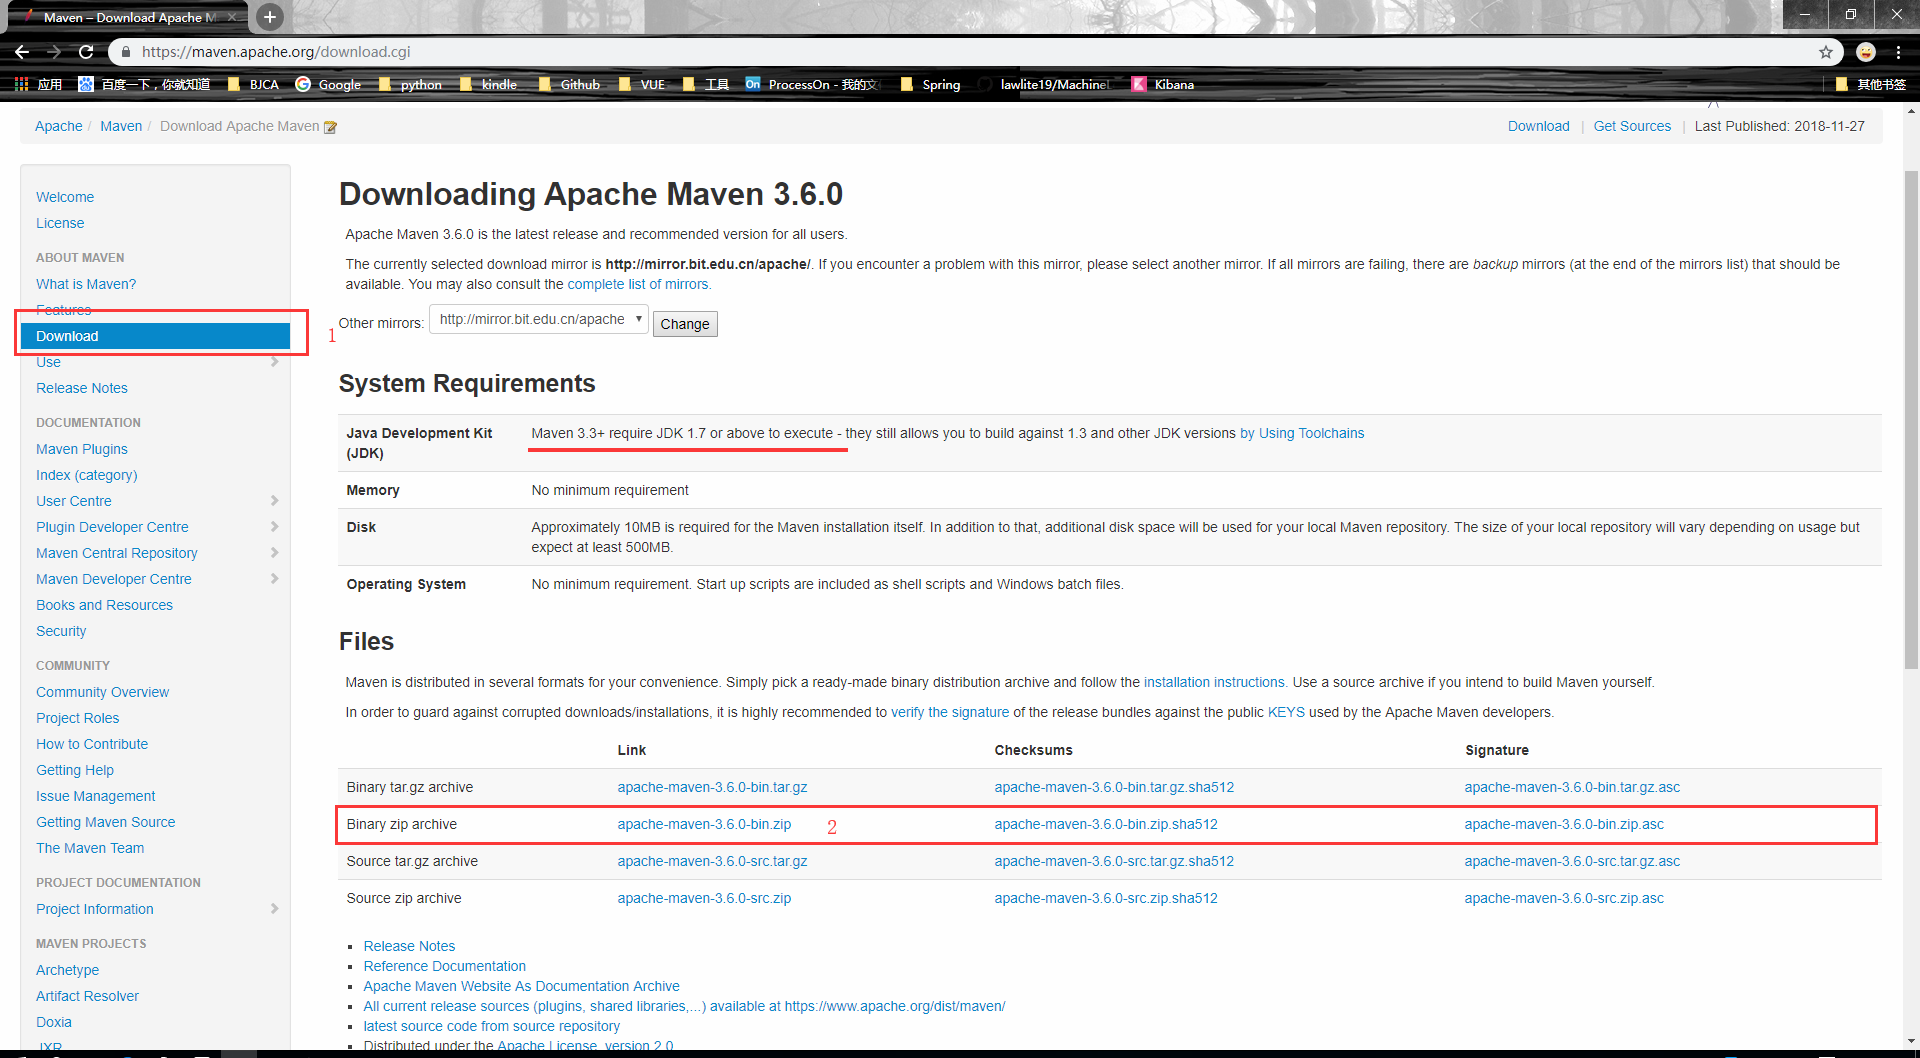 Maven – Download Apache M
https://maven.apache.org/download.cgi
应用 百度一下，你就知道 BJCA Google python kindle Github VUE 工具 ProcessOn - 我的文 Spring lawlite19/Machine Kibana 其他书签
Apache / Maven / Download Apache Maven
Download | Get Sources | Last Published: 2018-11-27
Welcome
License
ABOUT MAVEN
What is Maven?
Features
Download
1
Use
Release Notes
DOCUMENTATION
Maven Plugins
Index (category)
User Centre
Plugin Developer Centre
Maven Central Repository
Maven Developer Centre
Books and Resources
Security
COMMUNITY
Community Overview
Project Roles
How to Contribute
Getting Help
Issue Management
Getting Maven Source
The Maven Team
PROJECT DOCUMENTATION
Project Information
MAVEN PROJECTS
Archetype
Artifact Resolver
Doxia
JXR
Downloading Apache Maven 3.6.0
Apache Maven 3.6.0 is the latest release and recommended version for all users.
The currently selected download mirror is http://mirror.bit.edu.cn/apache/. If you encounter a problem with this mirror, please select another mirror. If all mirrors are failing, there are backup mirrors (at the end of the mirrors list) that should be
available. You may also consult the complete list of mirrors.
Other mirrors: http://mirror.bit.edu.cn/apache Change
System Requirements
Java Development Kit
(JDK)
Maven 3.3+ require JDK 1.7 or above to execute - they still allows you to build against 1.3 and other JDK versions by Using Toolchains
Memory No minimum requirement
Disk Approximately 10MB is required for the Maven installation itself. In addition to that, additional disk space will be used for your local Maven repository. The size of your local repository will vary depending on usage but
expect at least 500MB.
Operating System No minimum requirement. Start up scripts are included as shell scripts and Windows batch files.
Files
Maven is distributed in several formats for your convenience. Simply pick a ready-made binary distribution archive and follow the installation instructions. Use a source archive if you intend to build Maven yourself.
In order to guard against corrupted downloads/installations, it is highly recommended to verify the signature of the release bundles against the public KEYS used by the Apache Maven developers.
Link Checksums Signature
Binary tar.gz archive apache-maven-3.6.0-bin.tar.gz apache-maven-3.6.0-bin.tar.gz.sha512 apache-maven-3.6.0-bin.tar.gz.asc
Binary zip archive apache-maven-3.6.0-bin.zip 2 apache-maven-3.6.0-bin.zip.sha512 apache-maven-3.6.0-bin.zip.asc
Source tar.gz archive apache-maven-3.6.0-src.tar.gz apache-maven-3.6.0-src.tar.gz.sha512 apache-maven-3.6.0-src.tar.gz.asc
Source zip archive apache-maven-3.6.0-src.zip apache-maven-3.6.0-src.zip.sha512 apache-maven-3.6.0-src.zip.asc
Release Notes
Reference Documentation
Apache Maven Website As Documentation Archive
All current release sources (plugins, shared libraries,...) available at https://www.apache.org/dist/maven/
latest source code from source repository
Distributed under the Apache License, version 2.0